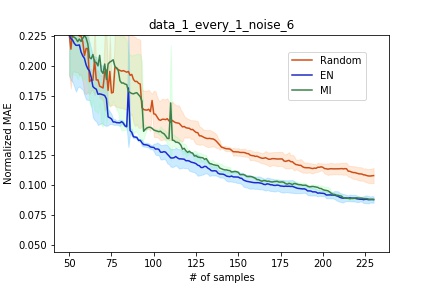 data_1_every_1_noise_6
0.225
0.200
0.175
0.150
0.125
0.100
0.075
0.050
Normalized MAE
Random
EN
MI
50 75 100 125 150 175 200 225
# of samples